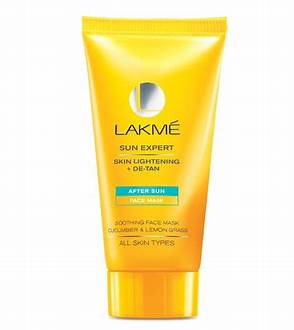 LAKMÉ
SUN EXPERT
SKIN LIGHTENING
+ DE-TAN
AFTER SUN
FACE MASK
SOOTHING FACE MASK
CUCUMBER & LEMON GRASS
ALL SKIN TYPES